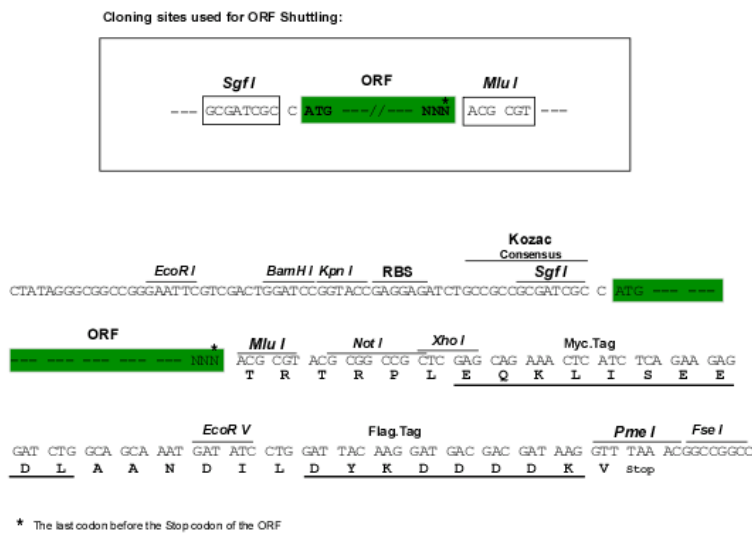 Cloning sites used for ORF Shuttling:
Sgf I ORF Mlu I
--- GCGATCGC C ATG ---//--- NNN* ACG CGT ---
Kozac
Consensus
EcoR I BamH I Kpn I RBS Sgf I
CTATAGGGCGGCCGGGAATTCGTCGACTGGATCCGGTACCGAGGAGATCTGCCGCCGCGATCGC C ATG --- ---
ORF Mlu I Not I Xho I Myc.Tag
--- --- --- --- --- --- NNN* ACG CGT ACG CGG CCG CTC GAG CAG AAA CTC ATC TCA GAA GAG
T R T R P L E Q K L I S E E
EcoR V Flag.Tag Pme I Fse I
GAT CTG GCA GCA AAT GAT ATC CTG GAT TAC AAG GAT GAC GAC GAT AAG GTT TAA ACGGCCGGCC
D L A A N D I L D Y K D D D D K V Stop
* The last codon before the Stop codon of the ORF